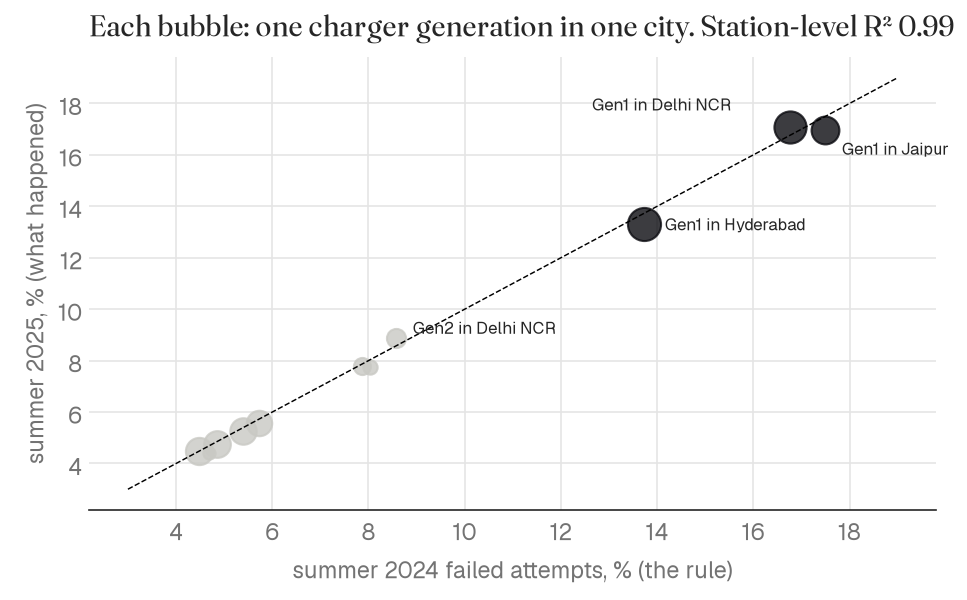 Each bubble: one charger generation in one city. Station-level R² 0.99
summer 2025, % (what happened)
18
16
14
12
10
8
6
4
Gen1 in Delhi NCR
Gen1 in Jaipur
Gen1 in Hyderabad
Gen2 in Delhi NCR
4 6 8 10 12 14 16 18
summer 2024 failed attempts, % (the rule)